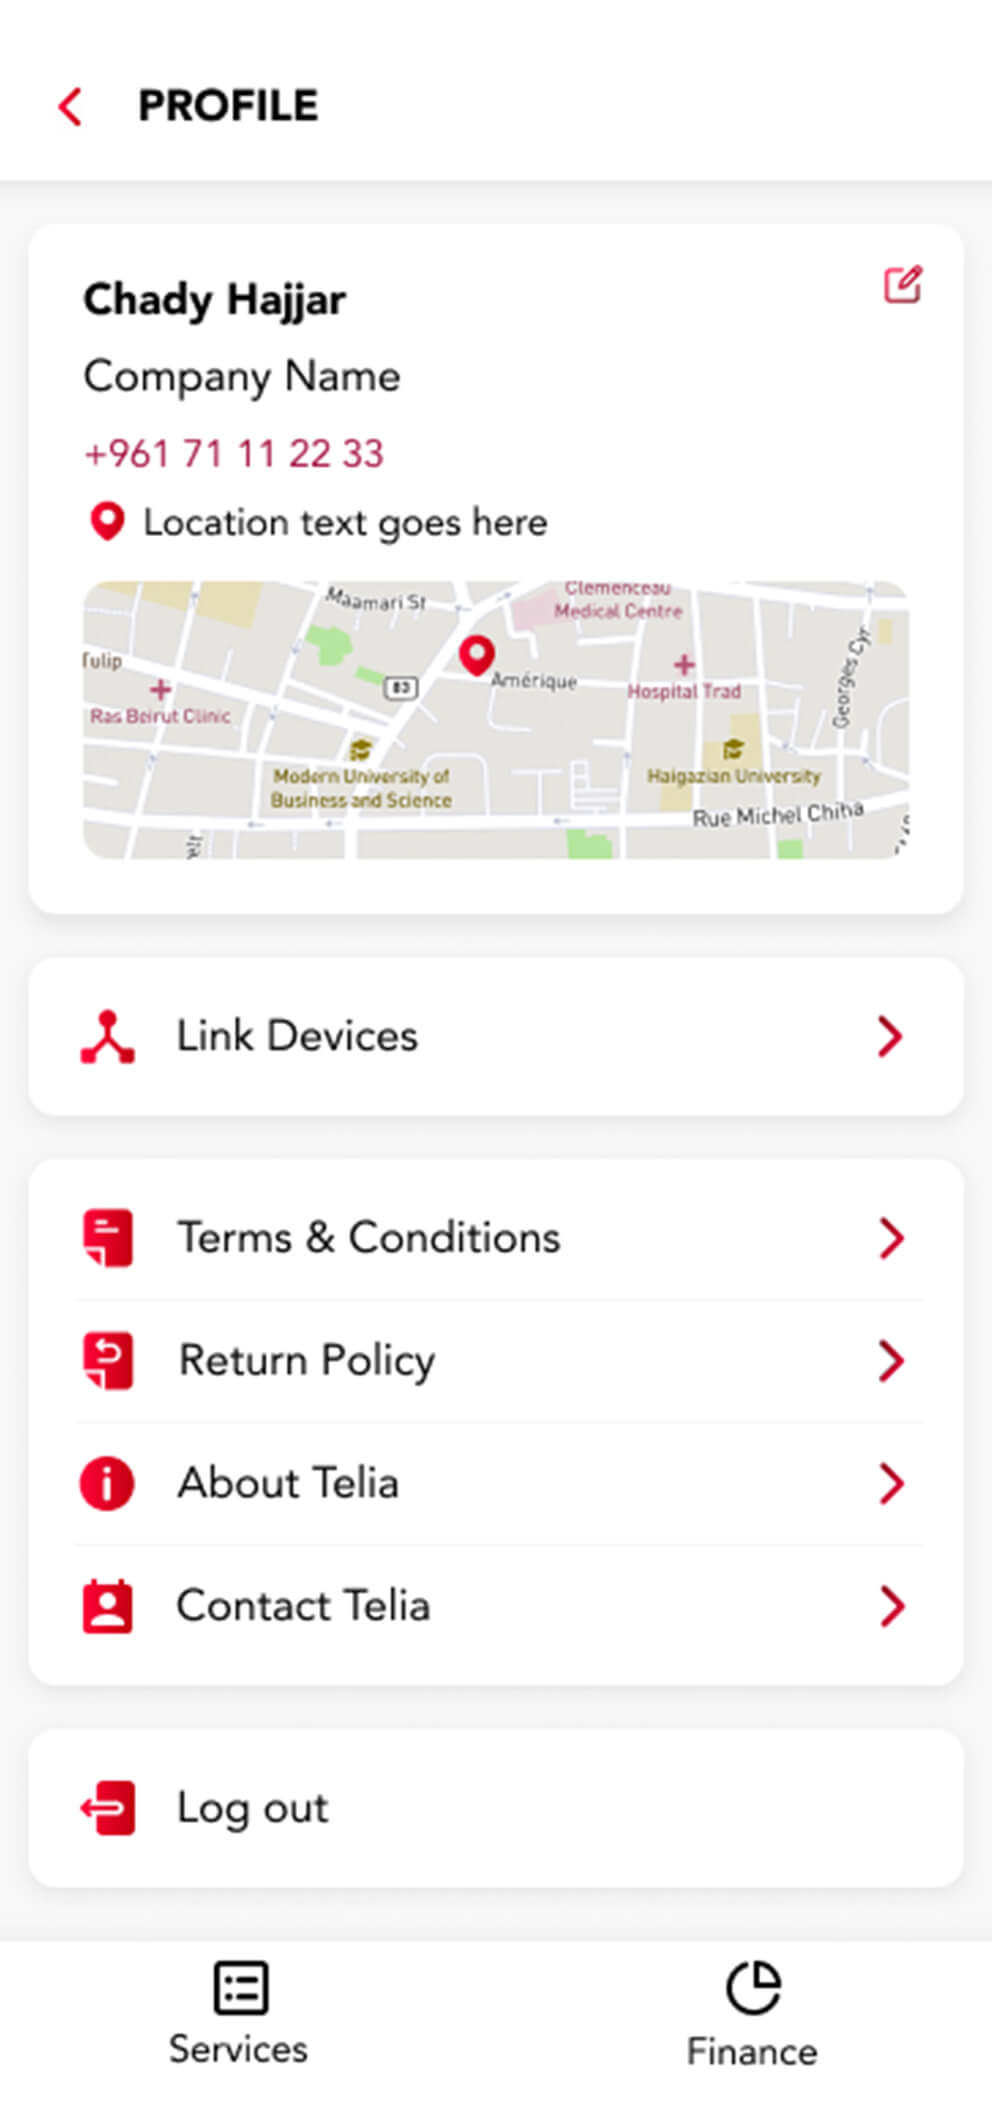 PROFILE
Chady Hajjar
Company Name
+961 71 11 22 33
Location text goes here
Maamari St
Clemenceau
Medical Centre
Tulip
83
Amérique
Hospital Trad
Georges Cyr
Ras Beirut Clinic
Modern University of
Business and Science
Haigazian University
Rue Michel Chiha
Link Devices
Terms & Conditions
Return Policy
About Telia
Contact Telia
Log out
Services
Finance